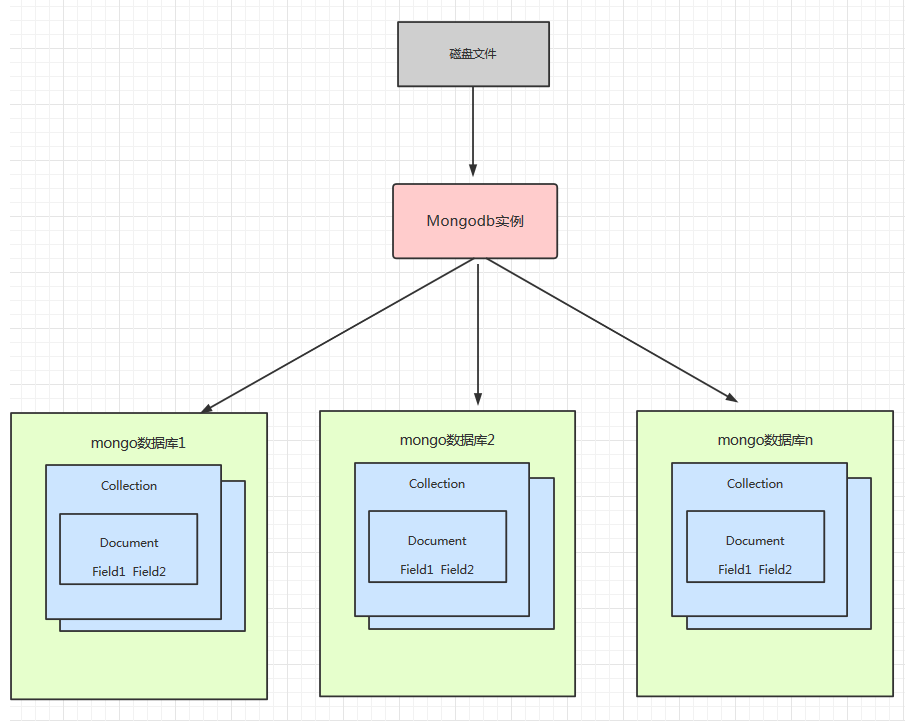 磁盘文件
Mongodb实例
mongo数据库1
Collection
Document
Field1 Field2
mongo数据库2
Collection
Document
Field1 Field2
mongo数据库n
Collection
Document
Field1 Field2